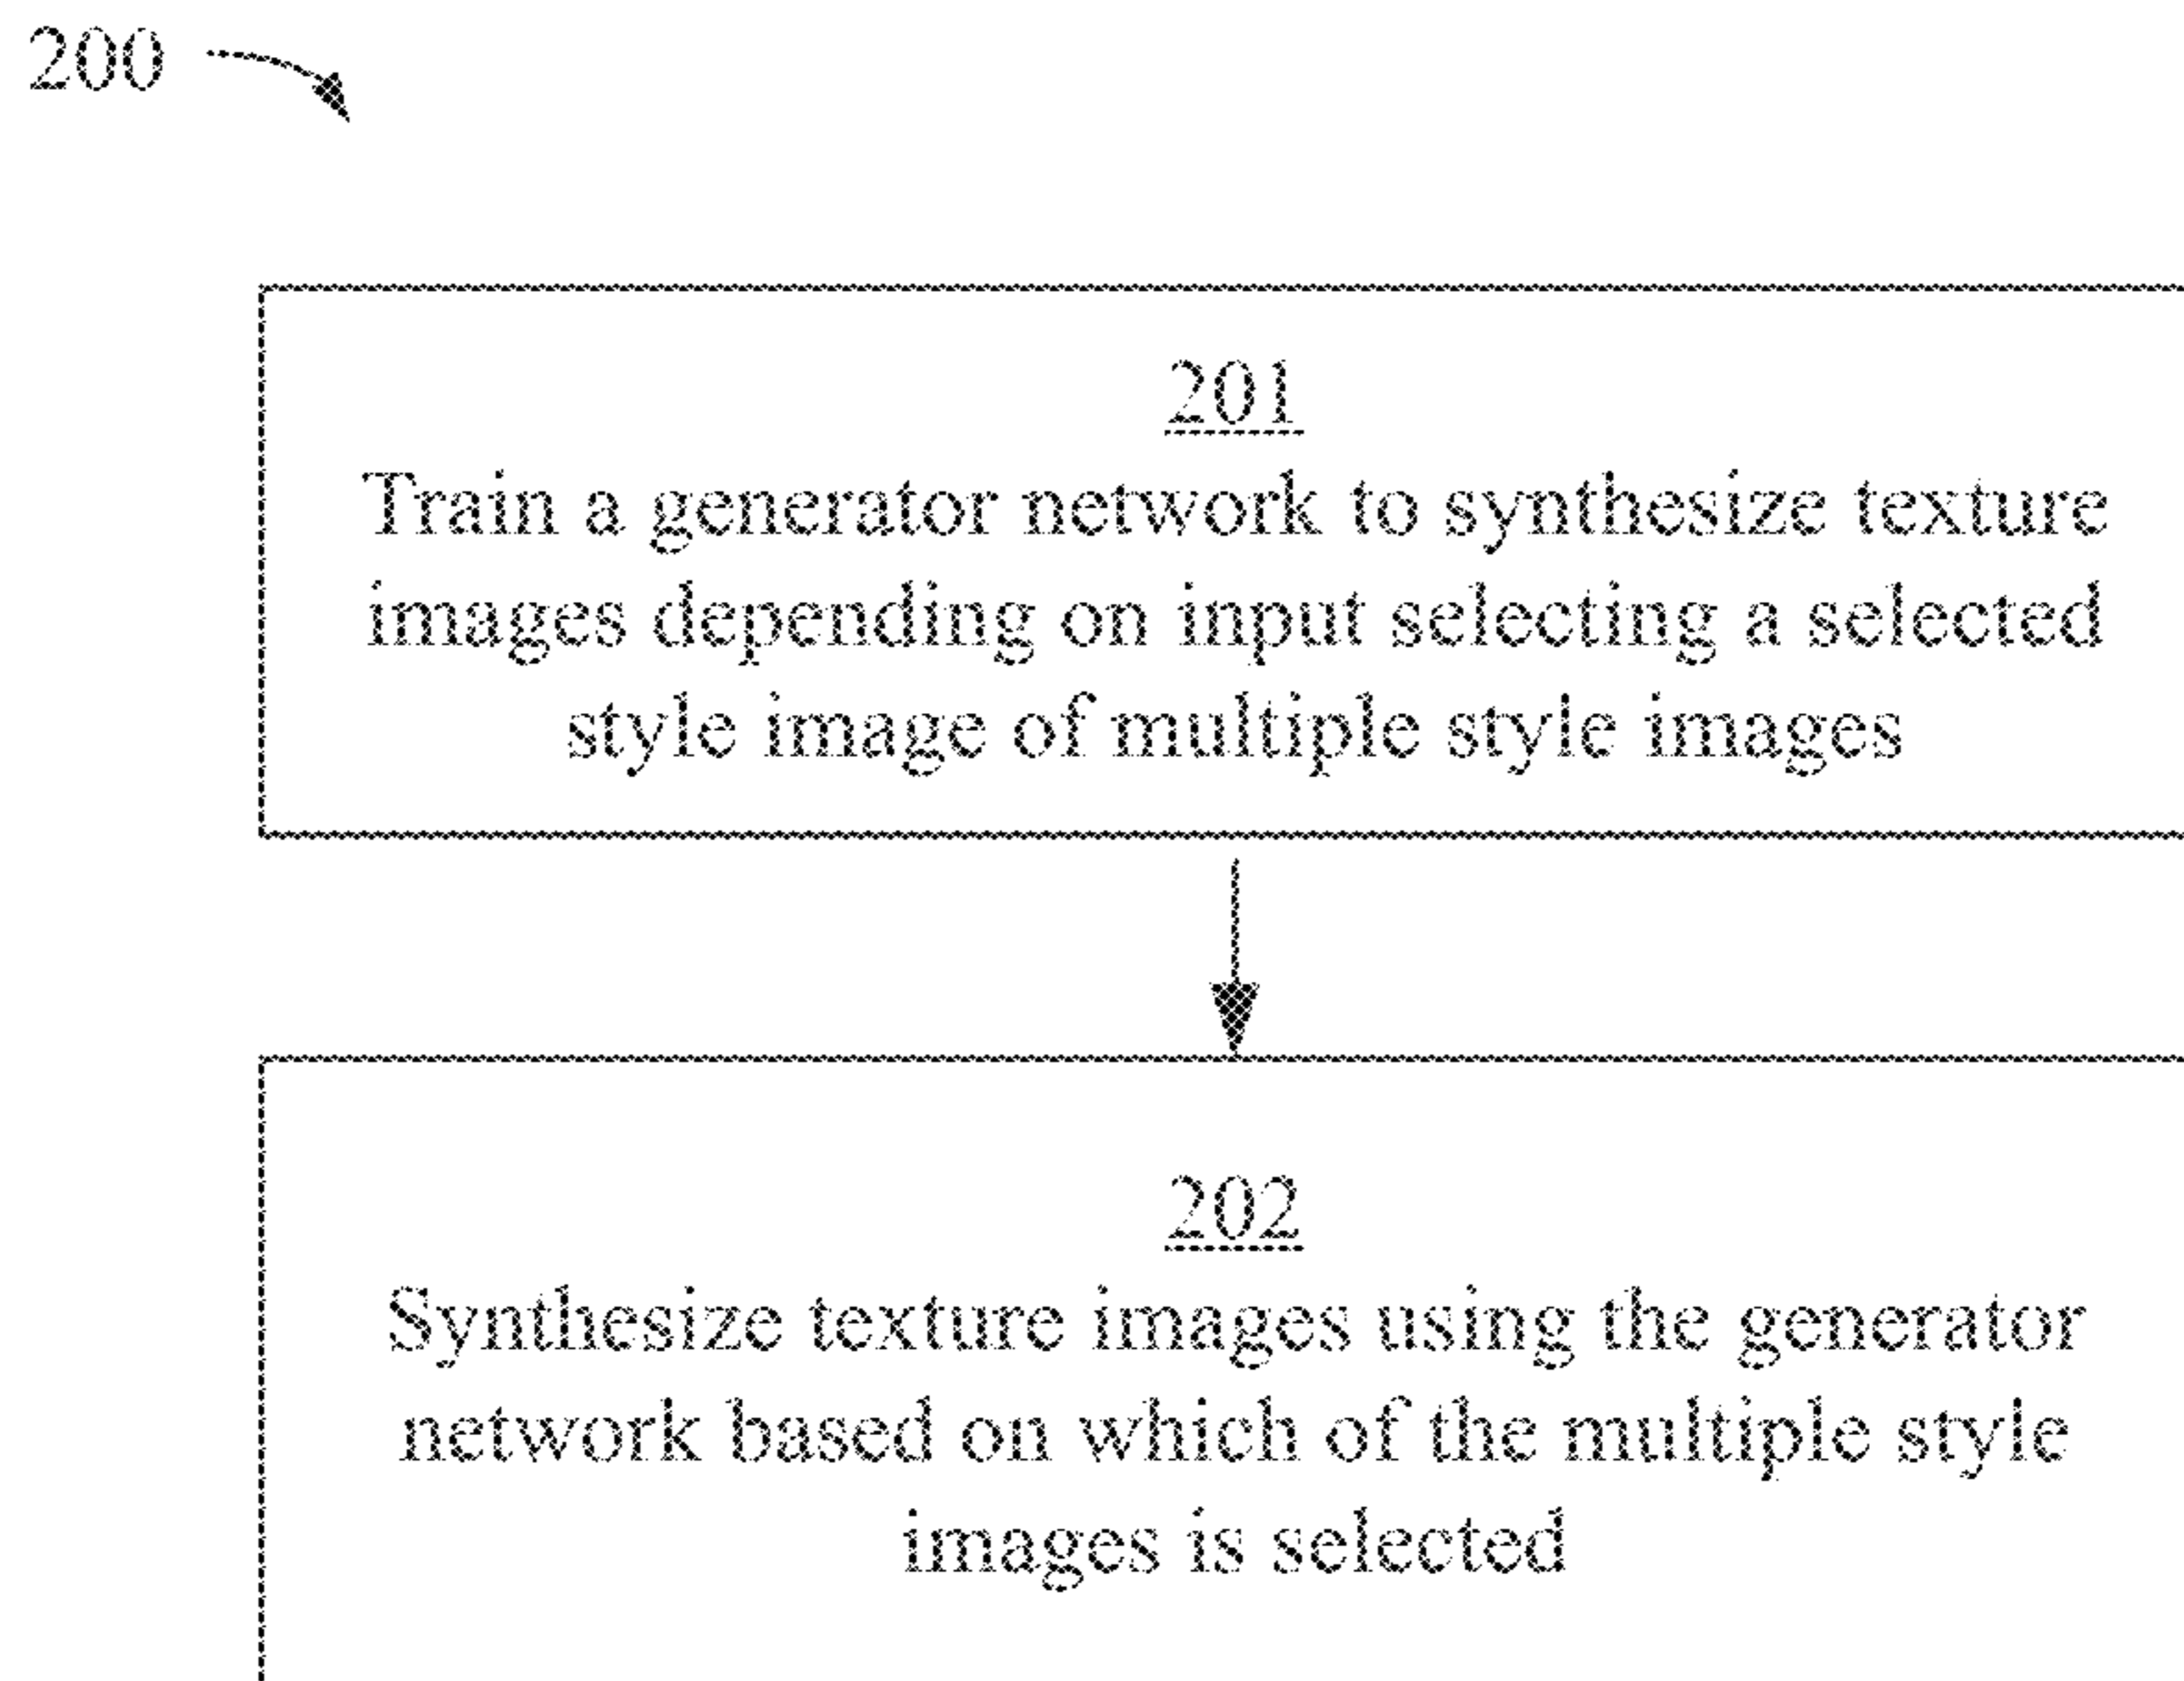 200
201
Train a generator network to synthesize texture
images depending on input selecting a selected
style image of multiple style images
202
Synthesize texture images using the generator
network based on which of the multiple style
images is selected